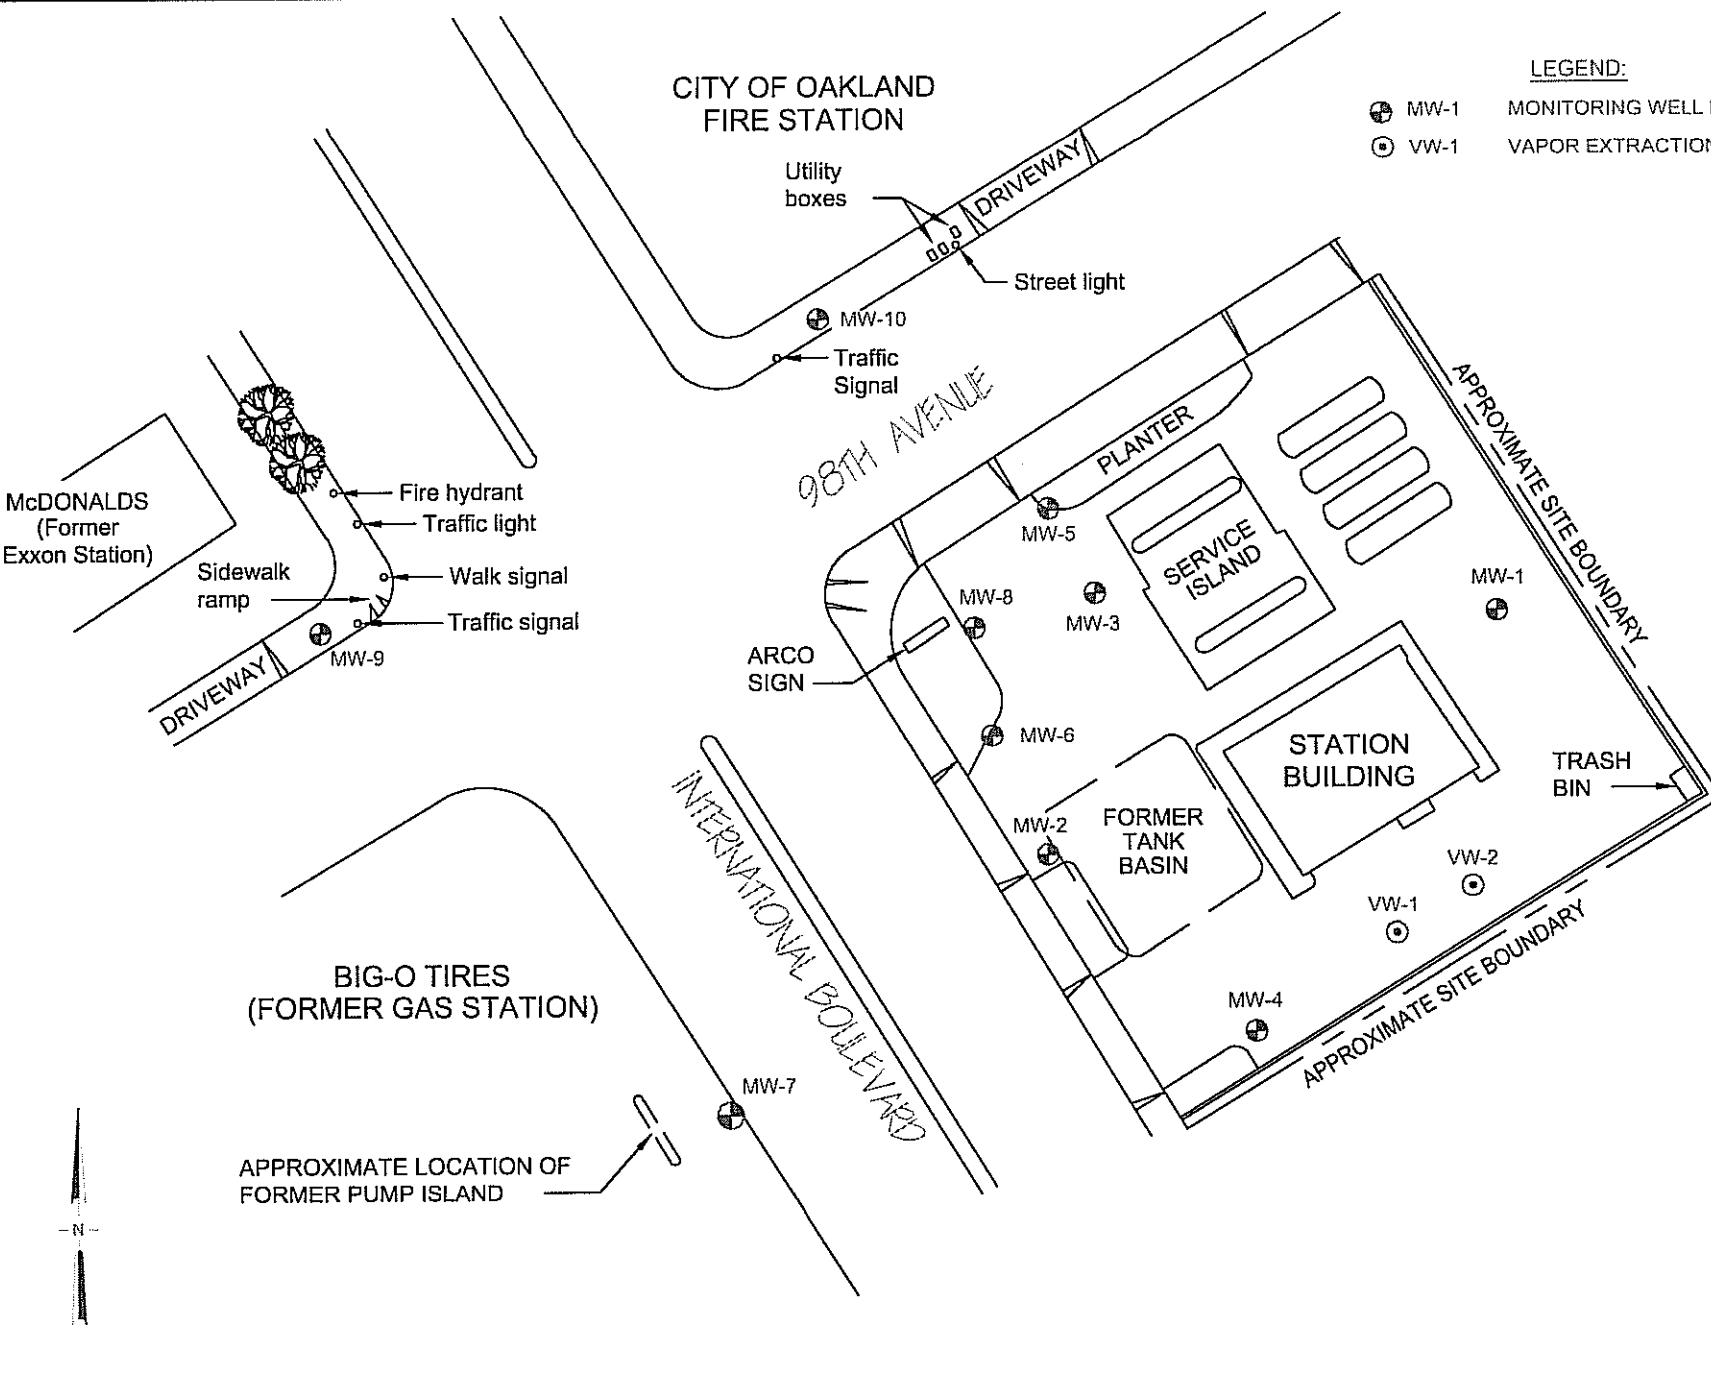 CITY OF OAKLAND
FIRE STATION
LEGEND:
MW-1 MONITORING WELL
VW-1 VAPOR EXTRACTION
Utility
boxes
DRIVEWAY
Street light
MW-10
Traffic
Signal
98TH AVENUE
PLANTER
APPROXIMATE SITE BOUNDARY
McDONALDS
(Former
Exxon Station)
Fire hydrant
Traffic light
Sidewalk
ramp
Walk signal
Traffic signal
MW-9
DRIVEWAY
MW-5
SERVICE
ISLAND
MW-1
MW-8
MW-3
ARCO
SIGN
MW-6
STATION
BUILDING
TRASH
BIN
INTERNATIONAL BOULEVARD
MW-2
FORMER
TANK
BASIN
VW-2
VW-1
APPROXIMATE SITE BOUNDARY
MW-4
BIG-O TIRES
(FORMER GAS STATION)
MW-7
APPROXIMATE LOCATION OF
FORMER PUMP ISLAND
N